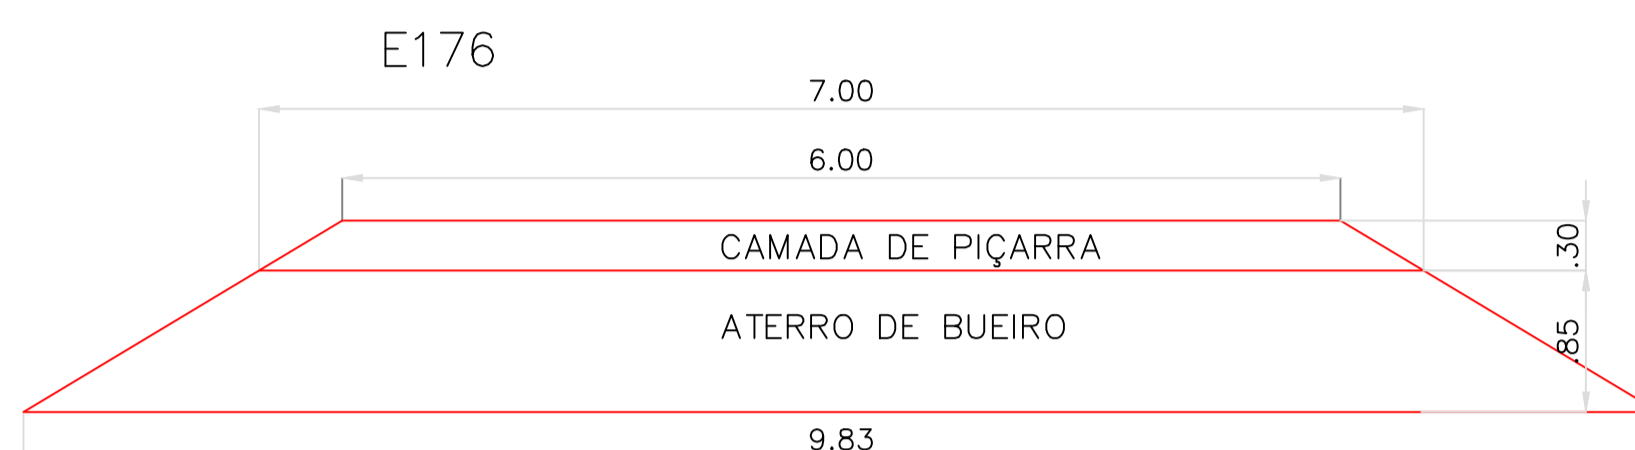 E176
7.00
6.00
CAMADA DE PIÇARRA
.30
ATERRO DE BUEIRO
.85
9.83